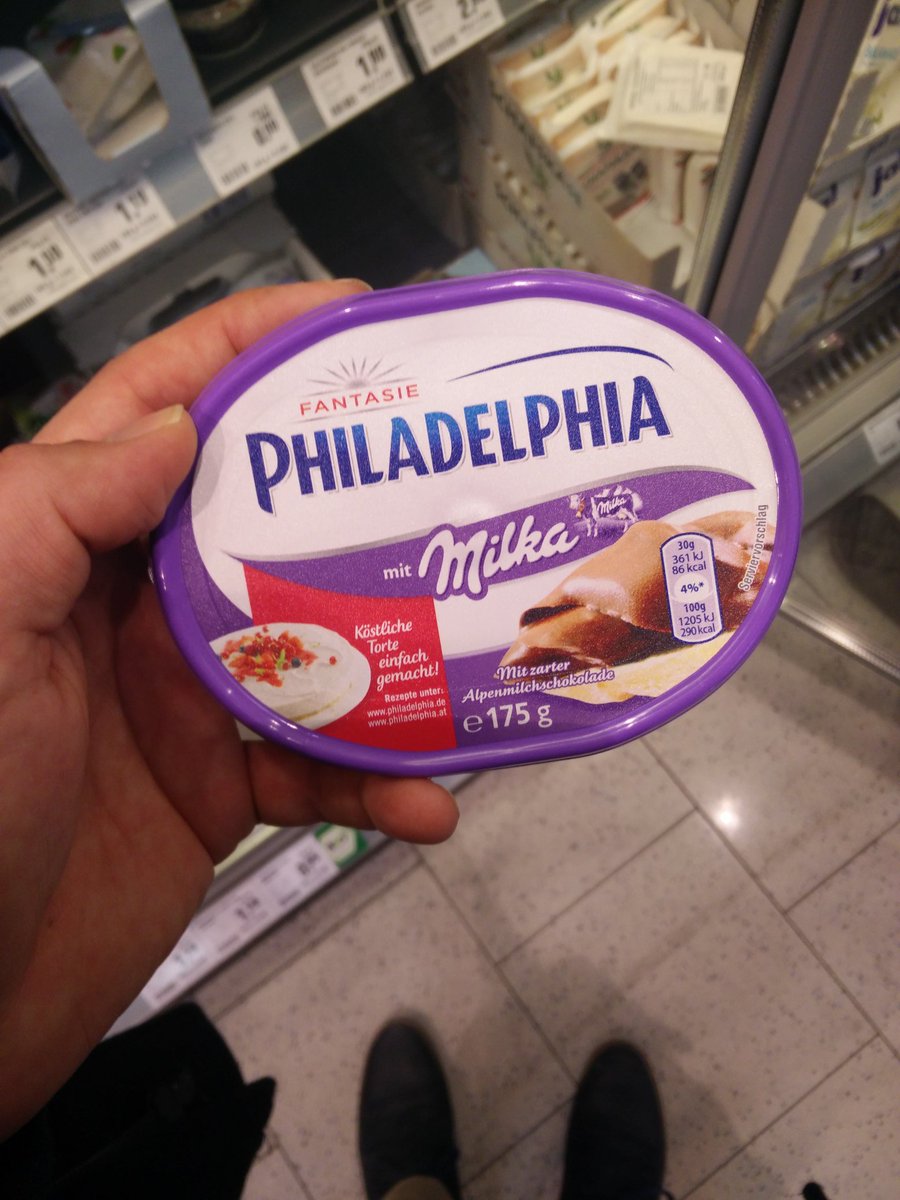 FANTASIE
PHILADELPHIA
mit Milka
Milka
Köstliche
Torte
einfach
gemacht!
Rezepte unter:
www.philadelphia.de
www.philadelphia.at
Mit zarter
Alpenmilchschokolade
e 175 g
30g
361 kJ
86 kcal
4%*
100g
1205 kJ
290 kcal
Serviervorschlag